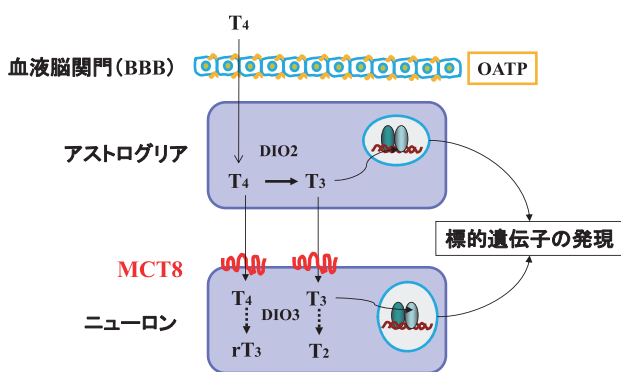 T4
血液脳関門(BBB)
OATP
アストログリア
DIO2
T4
T3
標的遺伝子の発現
MCT8
T4
T3
ニューロン
DIO3
rT3
T2